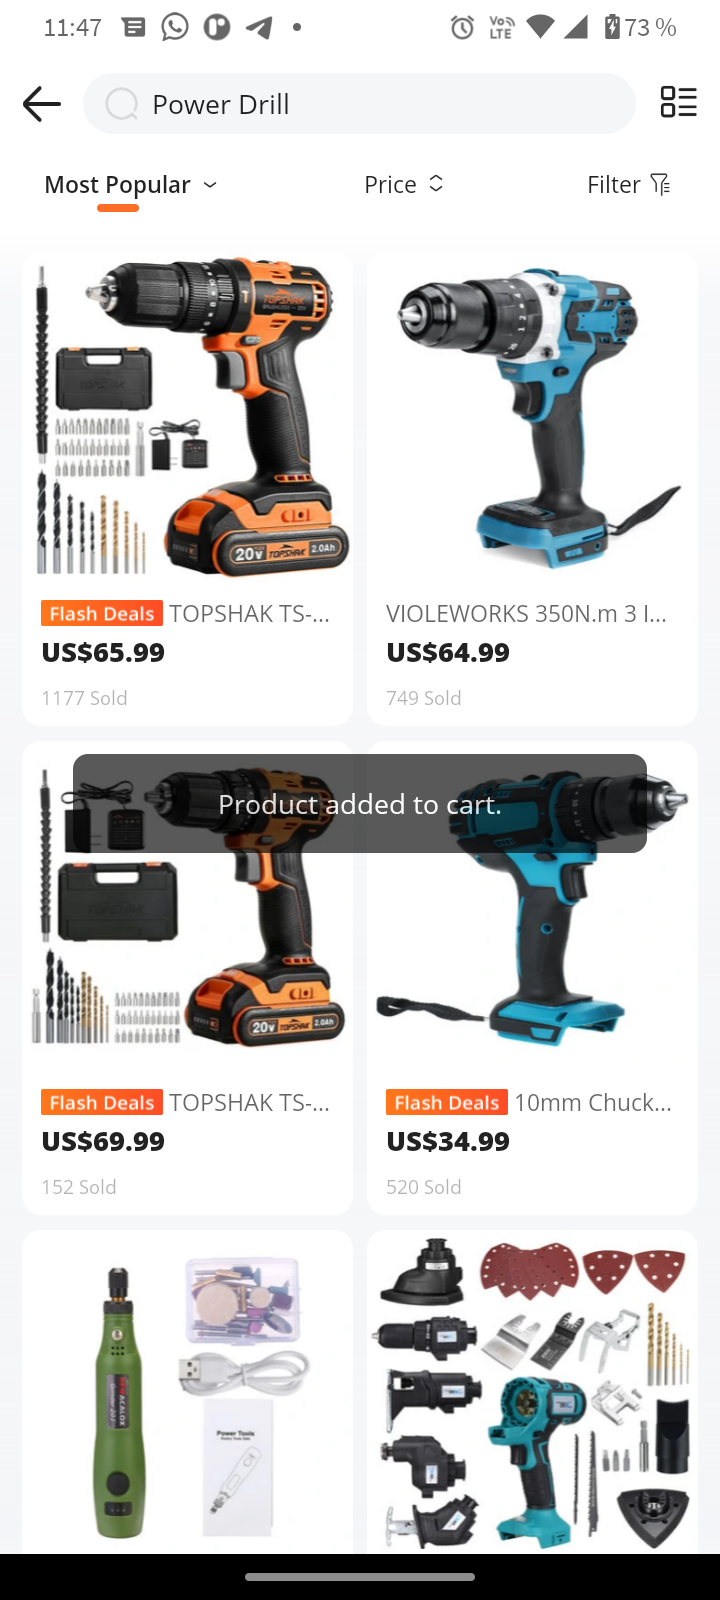 11:47
Vo LTE
73 %
Power Drill
Most Popular
Price
Filter
TOPSHAK
20V TOPSHAK 2.0Ah
Flash Deals TOPSHAK TS-...
US$65.99
1177 Sold
VIOLEWORKS 350N.m 3 I...
US$64.99
749 Sold
Product added to cart.
20V TOPSHAK 2.0Ah
Flash Deals TOPSHAK TS-...
US$69.99
152 Sold
Flash Deals 10mm Chuck...
US$34.99
520 Sold
NEWACALOX
Power Tools